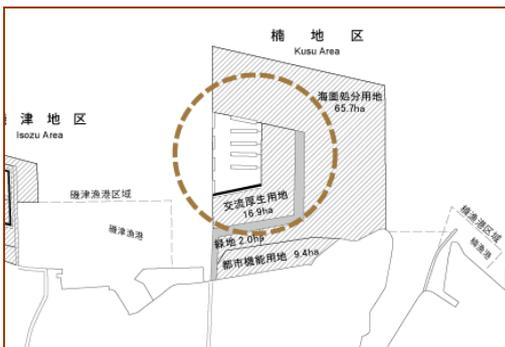 楠地区
Kusu Area
津地区
Isozu Area
海面処分用地
65.7ha
磯津漁港区域
磯津漁港
交流厚生用地
16.9ha
緑地 2.0ha
都市機能用地 9.4ha
楠漁港区域
楠漁港